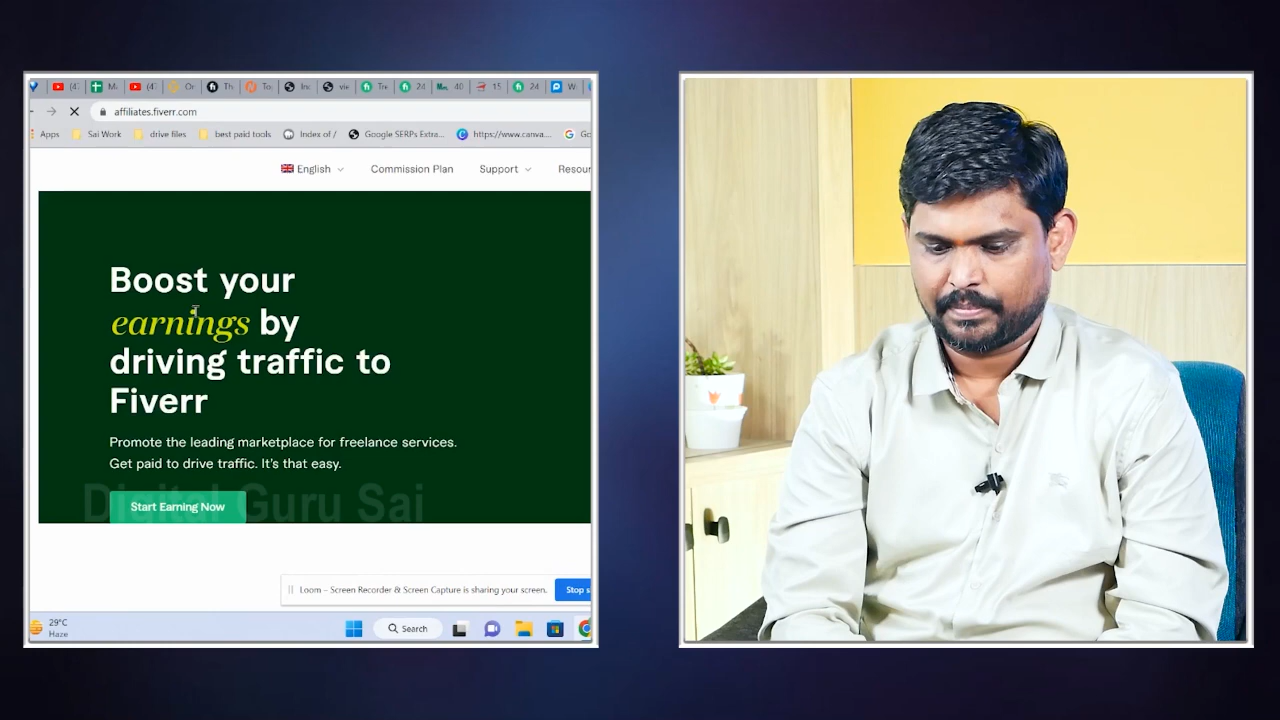 affiliates.fiverr.com
Apps Sai Work drive files best paid tools Index of / Google SERPs Extra... https://www.canva....
English Commission Plan Support
Boost your
earnings by
driving traffic to
Fiverr
Promote the leading marketplace for freelance services.
Get paid to drive traffic. It's that easy.
Start Earning Now
Digital Guru Sai
Loom – Screen Recorder & Screen Capture is sharing your screen.
29°C
Haze
Search